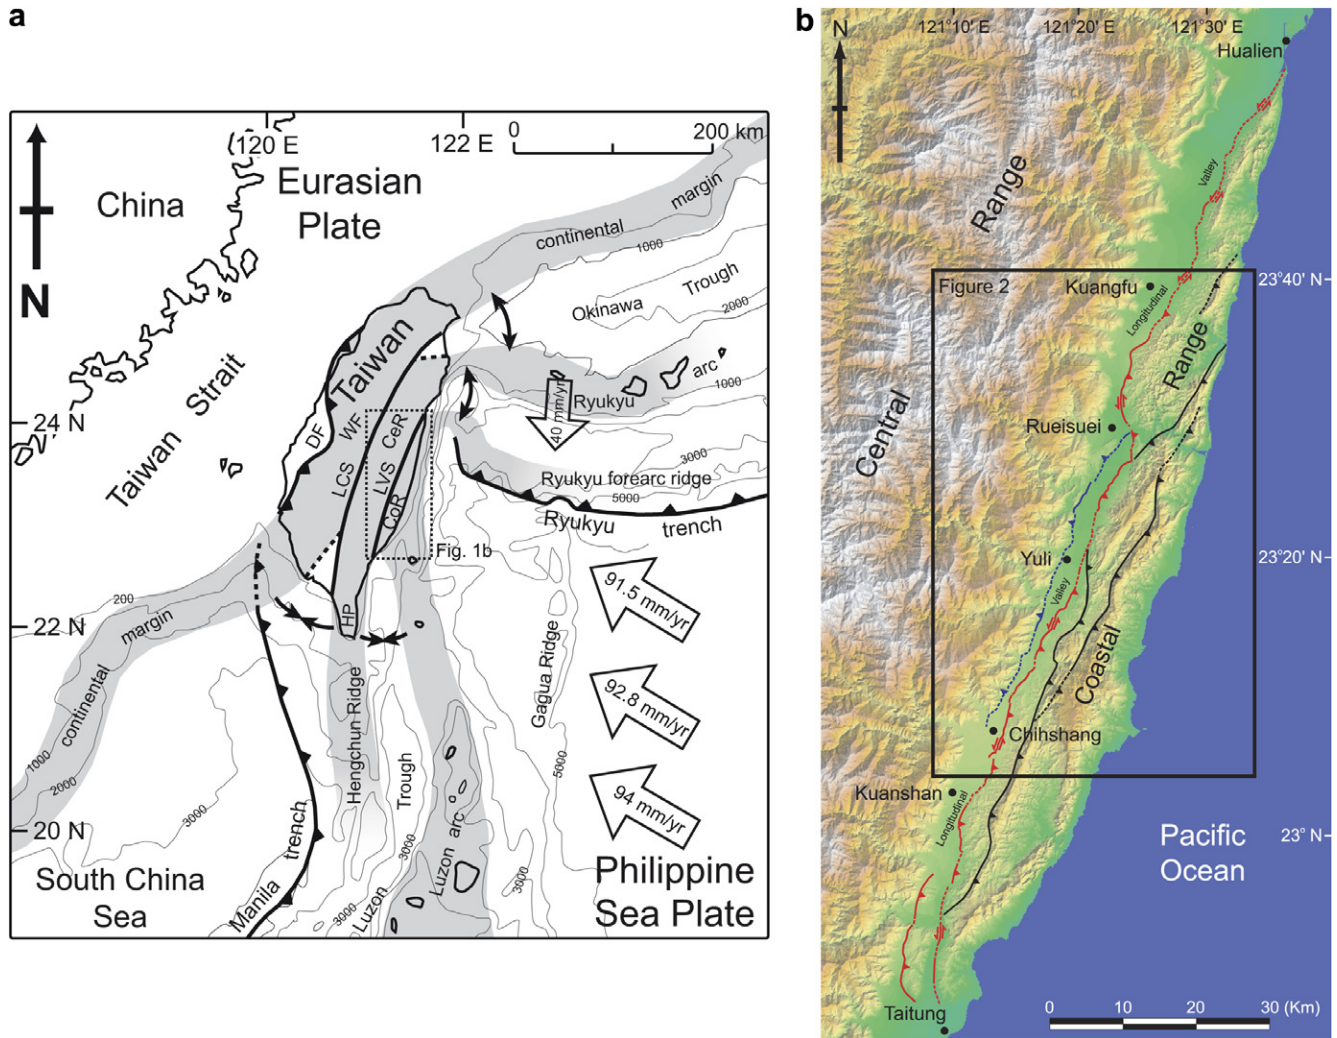 a
120 E
122 E
0
200 km
China
Eurasian
Plate
N
continental
margin
1000
Okinawa
Trough
2000
Taiwan
Strait
Taiwan
arc
Ryukyu
1000
40 mm/yr
24 N
DF
WF
CeR
LCS
LVS
CoR
3000
Ryukyu forearc ridge
5000
Ryukyu
trench
Fig. 1b
91.5 mm/yr
200
continental
margin
22 N
HP
92.8 mm/yr
Gagua Ridge
Hengchun Ridge
1000
2000
3000
Trough
5000
94 mm/yr
20 N
trench
Manila
3000
Luzon
3000
Luzon
arc
3000
South China
Sea
Philippine
Sea Plate
b
N
121°10' E
121°20' E
121°30' E
Hualien
Valley
Range
Figure 2
Kuangfu
23°40' N
Longitudinal
Range
Central
Rueisuei
Yuli
23°20' N
Valley
Coastal
Chihshang
Kuanshan
Longitudinal
23° N
Pacific
Ocean
Taitung
0
10
20
30 (Km)